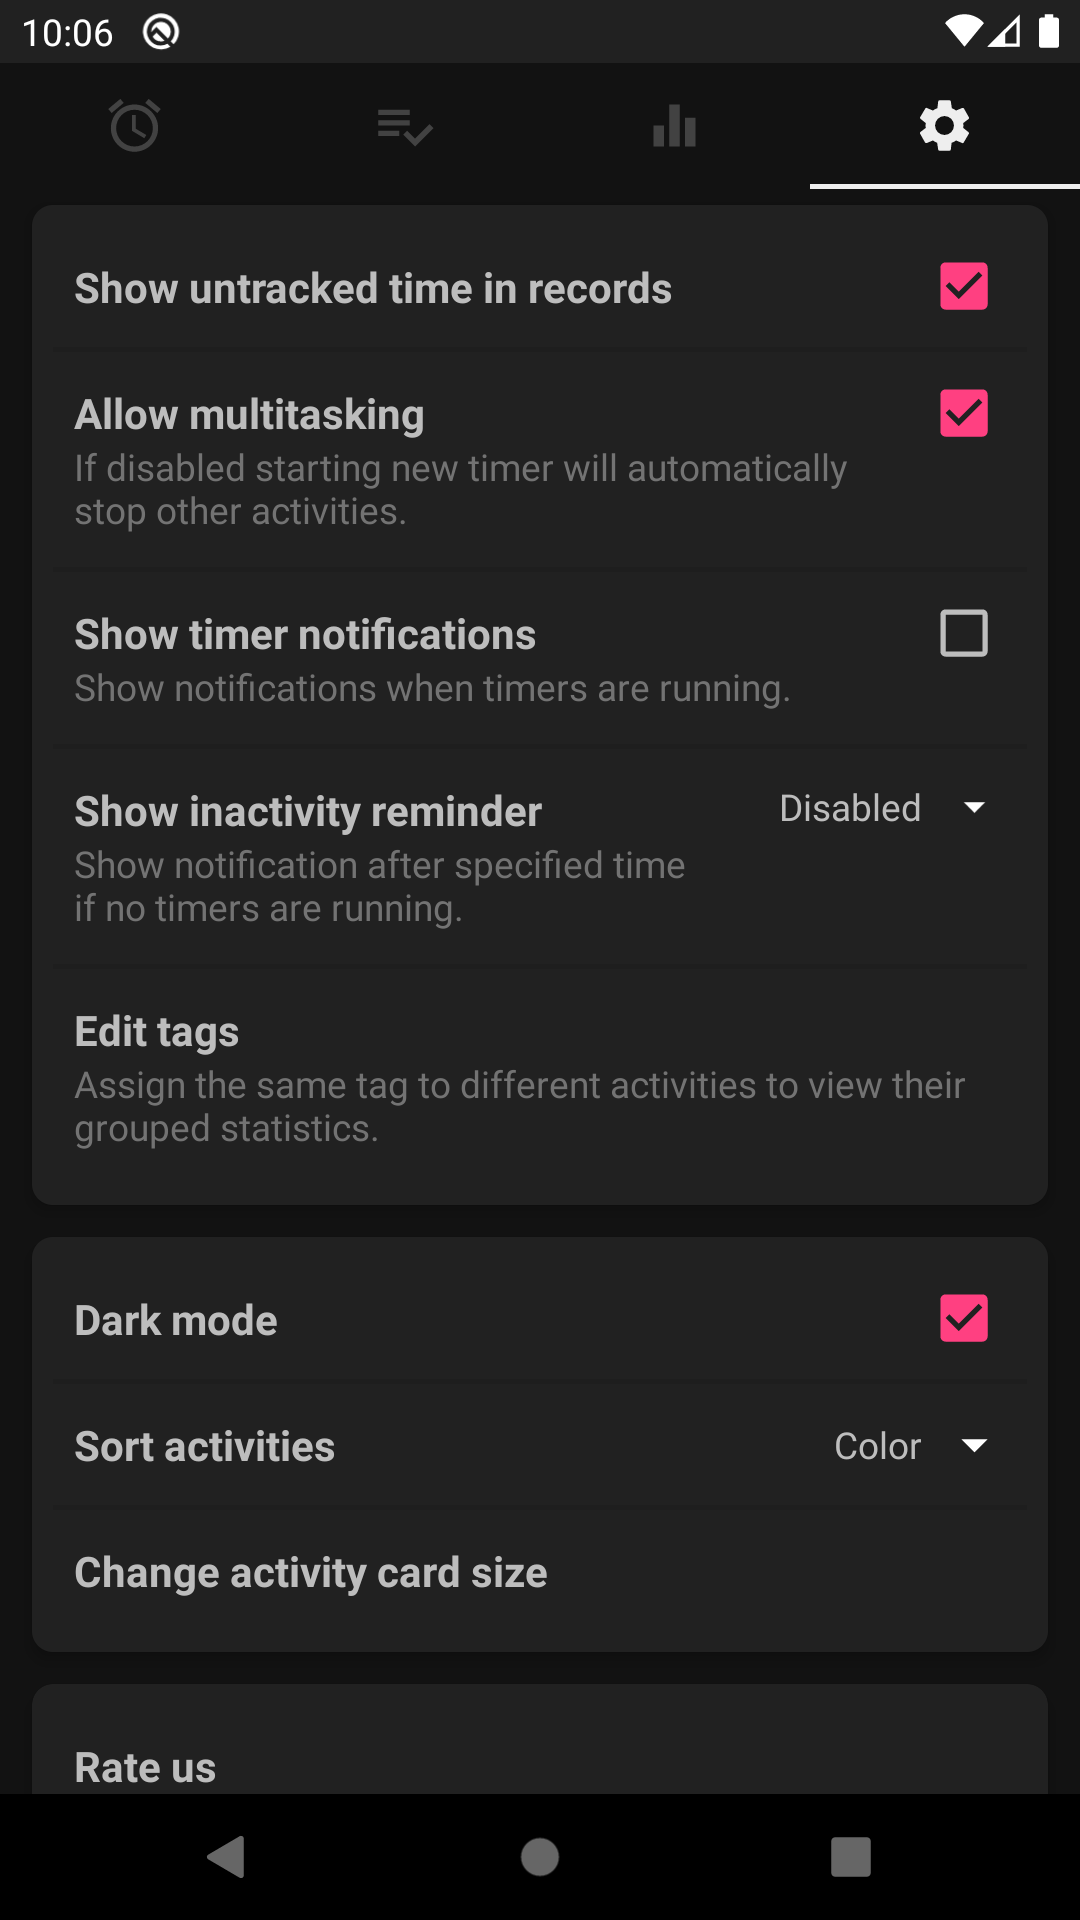 10:06
Show untracked time in records
Allow multitasking
If disabled starting new timer will automatically
stop other activities.
Show timer notifications
Show notifications when timers are running.
Show inactivity reminder
Disabled
Show notification after specified time
if no timers are running.
Edit tags
Assign the same tag to different activities to view their
grouped statistics.
Dark mode
Sort activities
Color
Change activity card size
Rate us